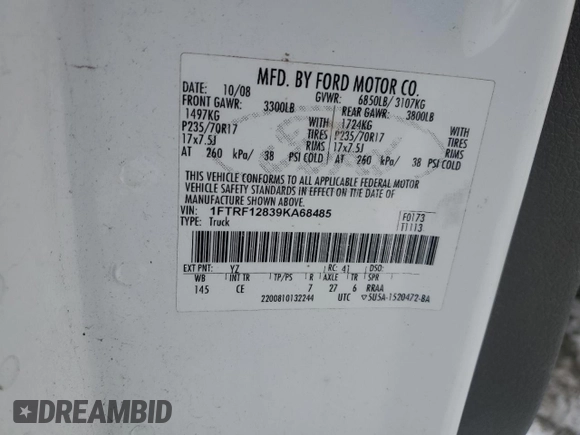 MFD. BY FORD MOTOR CO.
DATE: 10/08 GVWR: 6850LB/ 3107KG
FRONT GAWR: 3300LB REAR GAWR: 3800LB
1497KG WITH 1724KG WITH
P235/70R17 TIRES P235/70R17 TIRES
17x7.5J RIMS 17x7.5J RIMS
AT 260 kPa/ 38 PSI COLD AT 260 kPa/ 38 PSI COLD
THIS VEHICLE CONFORMS TO ALL APPLICABLE FEDERAL MOTOR
VEHICLE SAFETY STANDARDS IN EFFECT ON THE DATE OF
MANUFACTURE SHOWN ABOVE.
VIN: 1FTRF12839KA68485 F0173
TYPE: Truck T1113
EXT PNT: YZ RC: 41 DSO:
WB INT TR TP/PS R AXLE TR SPR
145 CE 7 27 6 RRAA
2200810132244 UTC ▽5U5A-1520472-BA
DREAMBID